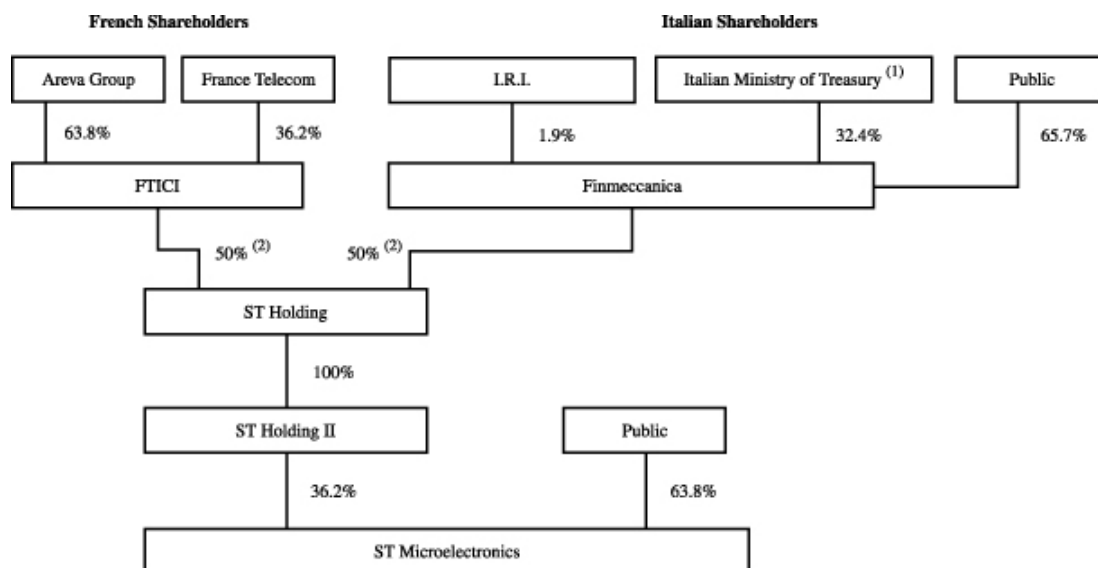 French Shareholders
Italian Shareholders
Areva Group
France Telecom
I.R.I.
Italian Ministry of Treasury (1)
Public
63.8%
36.2%
1.9%
32.4%
65.7%
FTICI
Finmeccanica
50% (2)
50% (2)
ST Holding
100%
ST Holding II
Public
36.2%
63.8%
ST Microelectronics